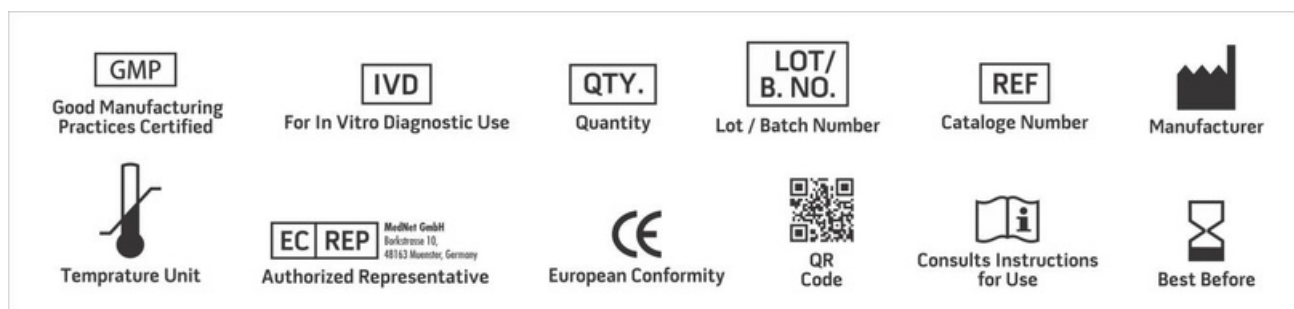 GMP
Good Manufacturing
Practices Certified
IVD
For In Vitro Diagnostic Use
QTY.
Quantity
LOT/
B. NO.
Lot / Batch Number
REF
Cataloge Number
Manufacturer
Temprature Unit
EC REP
MedNet GmbH
Borkstrasse 10,
48163 Muenster, Germany
Authorized Representative
CE
European Conformity
QR
Code
i
Consults Instructions
for Use
Best Before